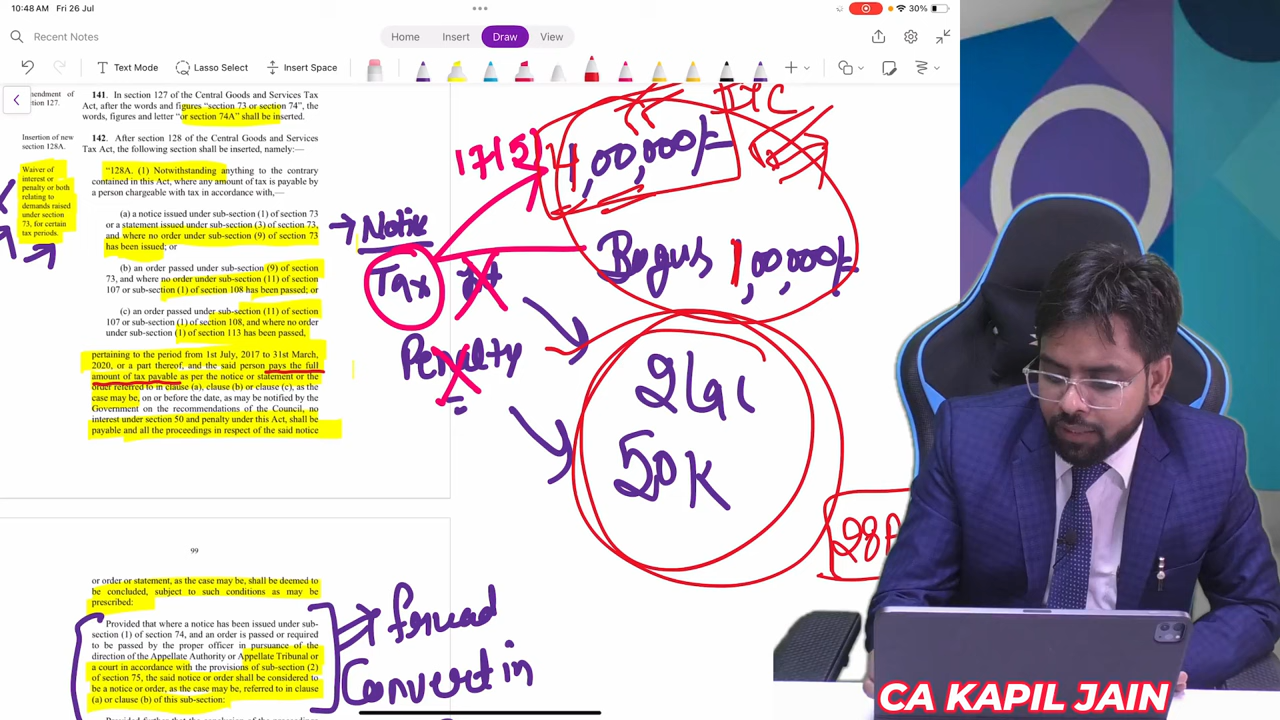 10:48 AM Fri 26 Jul
30%
Recent Notes
Home Insert Draw View
Text Mode Lasso Select Insert Space
endment of
ction 127.
141. In section 127 of the Central Goods and Services Tax
Act, after the words and figures "section 73 or section 74", the
words, figures and letter "or section 74A" shall be inserted.
Insertion of new
section 128A.
142. After section 128 of the Central Goods and Services
Tax Act, the following section shall be inserted, namely:—
Waiver of
interest or
penalty or both
relating to
demands raised
under section
73, for certain
tax periods.
"128A. (1) Notwithstanding anything to the contrary
contained in this Act, where any amount of tax is payable by
a person chargeable with tax in accordance with,—
(a) a notice issued under sub-section (1) of section 73
or a statement issued under sub-section (3) of section 73,
and where no order under sub-section (9) of section 73
has been issued; or
(b) an order passed under sub-section (9) of section
73, and where no order under sub-section (11) of section
107 or sub-section (1) of section 108 has been passed; or
(c) an order passed under sub-section (11) of section
107 or sub-section (1) of section 108, and where no order
under sub-section (1) of section 113 has been passed,
pertaining to the period from 1st July, 2017 to 31st March,
2020, or a part thereof, and the said person pays the full
amount of tax payable as per the notice or statement or the
order referred to in clause (a), clause (b) or clause (c), as the
case may be, on or before the date, as may be notified by the
Government on the recommendations of the Council, no
interest under section 50 and penalty under this Act, shall be
payable and all the proceedings in respect of the said notice
ITC
17(5) 1,00,000/-
Notice
Bogus 1,00,000/-
Tax
Penalty
2 Lac
50K
99
or order or statement, as the case may be, shall be deemed to
be concluded, subject to such conditions as may be
prescribed:
Provided that where a notice has been issued under sub-
section (1) of section 74, and an order is passed or required
to be passed by the proper officer in pursuance of the
direction of the Appellate Authority or Appellate Tribunal or
a court in accordance with the provisions of sub-section (2)
of section 75, the said notice or order shall be considered to
be a notice or order, as the case may be, referred to in clause
(a) or clause (b) of this sub-section:
Convert in
CA KAPIL JAIN